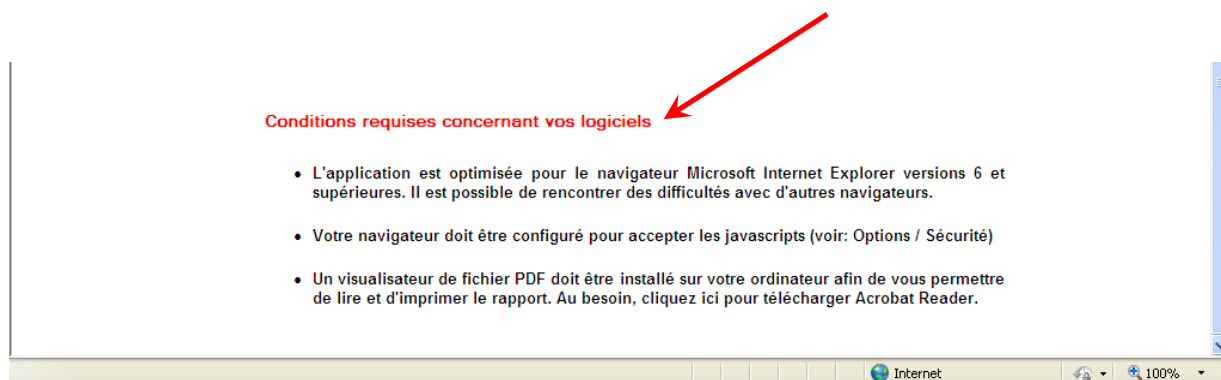 Conditions requises concernant vos logiciels
• L'application est optimisée pour le navigateur Microsoft Internet Explorer versions 6 et
supérieures. Il est possible de rencontrer des difficultés avec d'autres navigateurs.
• Votre navigateur doit être configuré pour accepter les javascripts (voir: Options / Sécurité)
• Un visualisateur de fichier PDF doit être installé sur votre ordinateur afin de vous permettre
de lire et d'imprimer le rapport. Au besoin, cliquez ici pour télécharger Acrobat Reader.
Internet 100%